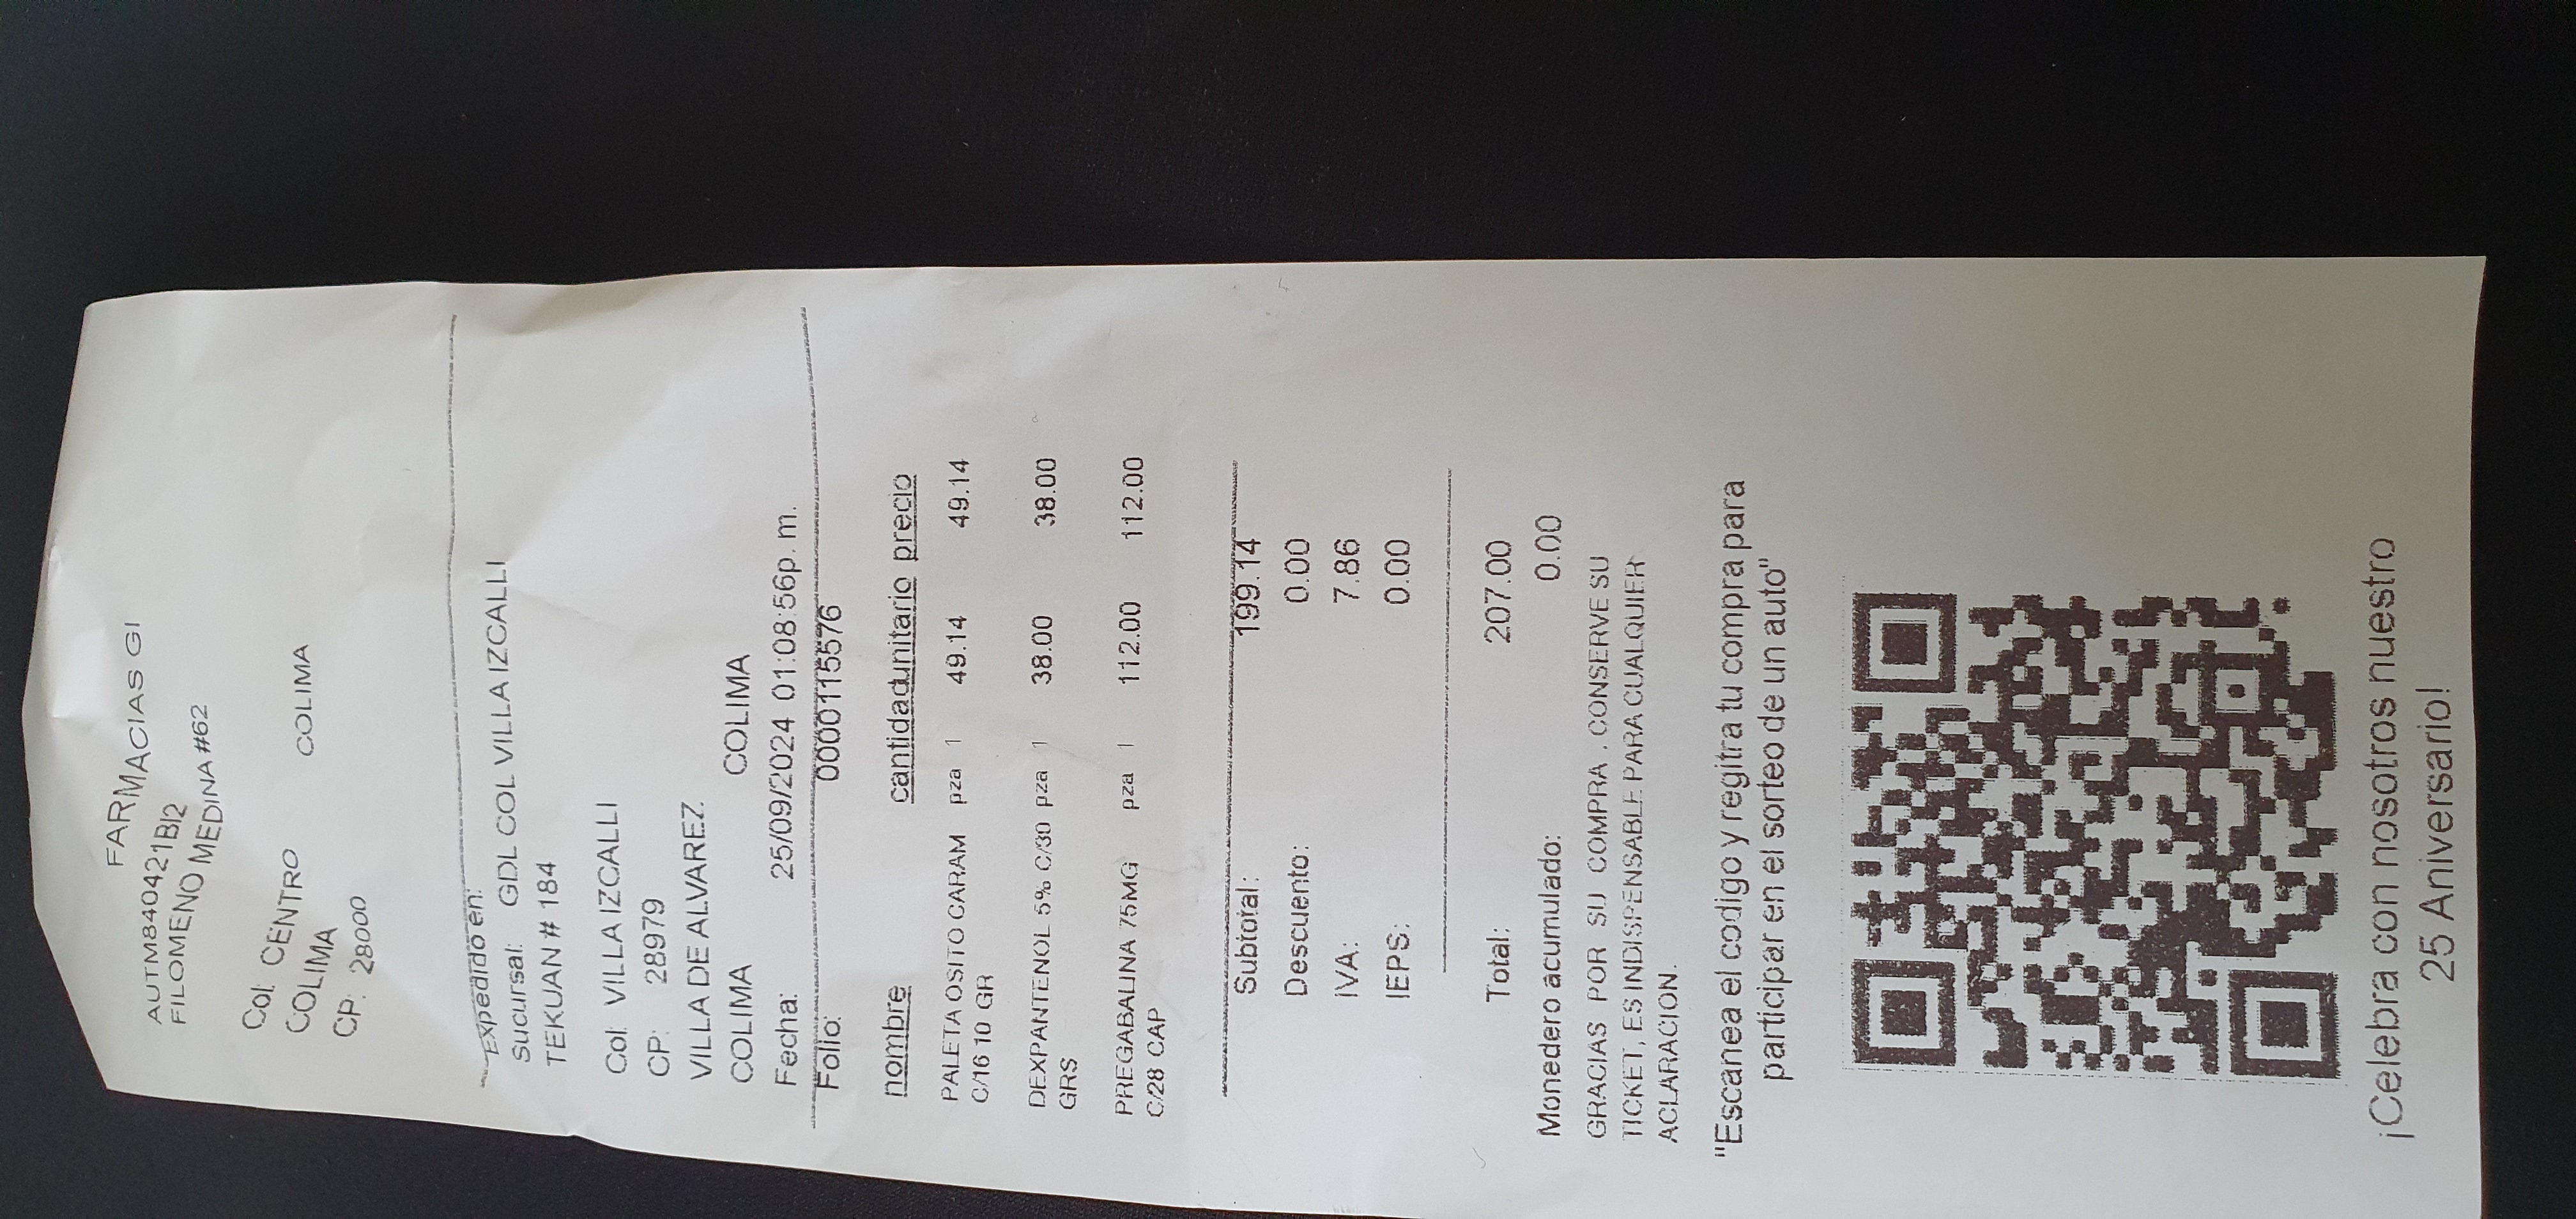 FARMACIAS GI
AUTM840421BI2
FILOMENO MEDINA #62
Col: CENTRO
COLIMA COLIMA
CP: 28000
Expedido en:
Sucursal: GDL COL VILLA IZCALLI
TEKUAN # 184
Col: VILLA IZCALLI
CP: 28979
VILLA DE ALVAREZ.
COLIMA COLIMA
Fecha: 25/09/2024 01:08:56p. m.
Folio: 0000115576
nombre cantidadunitario precio
PALETA OSITO CARAM pza 1 49.14 49.14
C/16 10 GR
DEXPANTENOL 5% C/30 pza 1 38.00 38.00
GRS
PREGABALINA 75MG pza 1 112.00 112.00
C/28 CAP
Subtotal: 199.14
Descuento: 0.00
IVA: 7.86
IEPS: 0.00
Total: 207.00
Monedero acumulado: 0.00
GRACIAS POR SU COMPRA . CONSERVE SU
TICKET, ES INDISPENSABLE PARA CUALQUIER
ACLARACION.
"Escanea el codigo y regitra tu compra para
participar en el sorteo de un auto"
¡Celebra con nosotros nuestro
25 Aniversario!